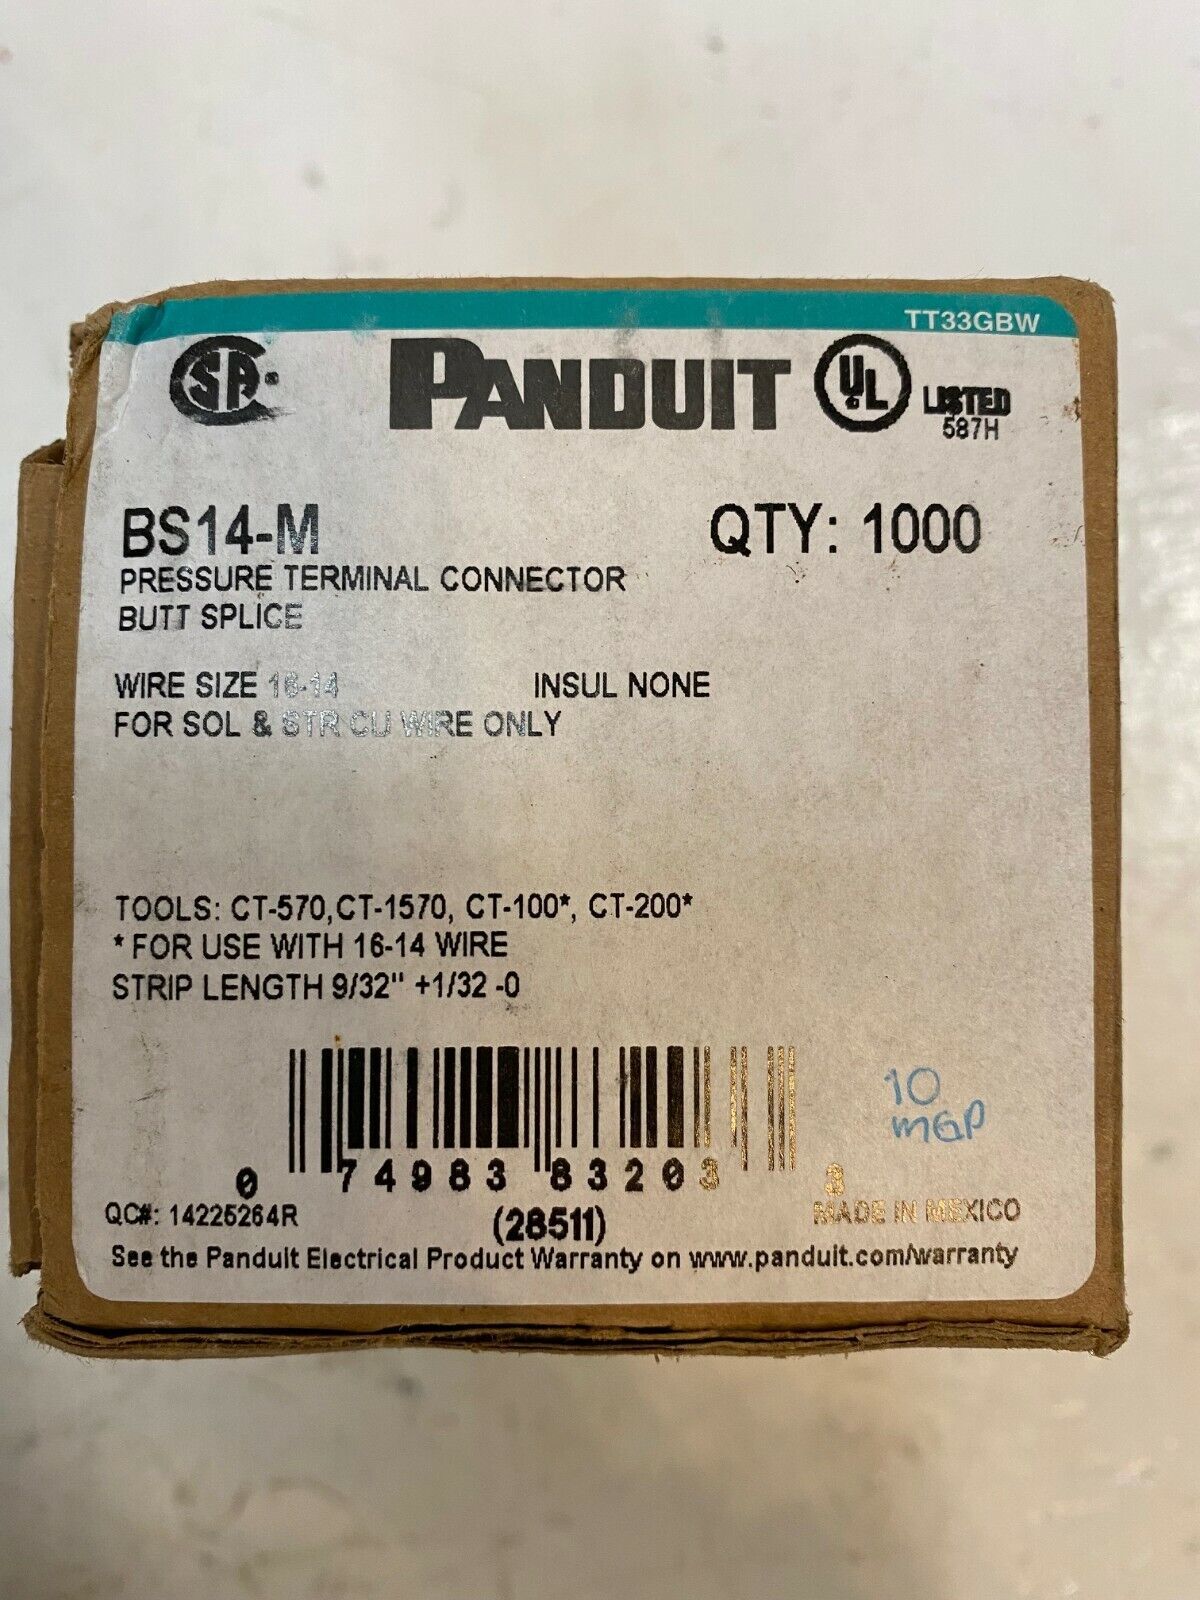 TT33GBW
CSA® PANDUIT UL LISTED
587H
BS14-M QTY: 1000
PRESSURE TERMINAL CONNECTOR
BUTT SPLICE
WIRE SIZE 16-14 INSUL NONE
FOR SOL & STR CU WIRE ONLY
TOOLS: CT-570,CT-1570, CT-100*, CT-200*
* FOR USE WITH 16-14 WIRE
STRIP LENGTH 9/32" +1/32 -0
10
mgp
0 74983 83203 3
QC#: 14225264R (28511) MADE IN MEXICO
See the Panduit Electrical Product Warranty on www.panduit.com/warranty